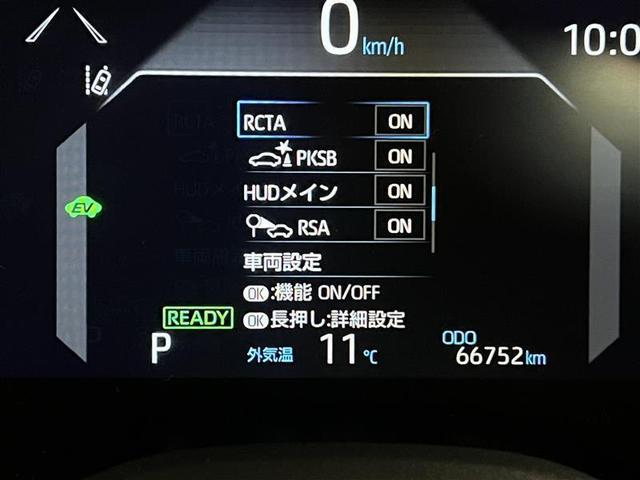 0 km/h
10:0
RCTA ON
PKSB ON
HUDメイン ON
EV
RSA ON
車両設定
OK:機能 ON/OFF
READY
OK長押し:詳細設定
P
外気温 11℃
ODO
66752km